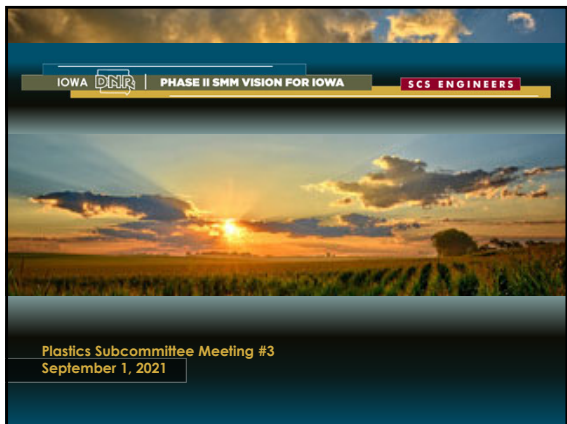 IOWA DNR PHASE II SMM VISION FOR IOWA SCS ENGINEERS
Plastics Subcommittee Meeting #3
September 1, 2021